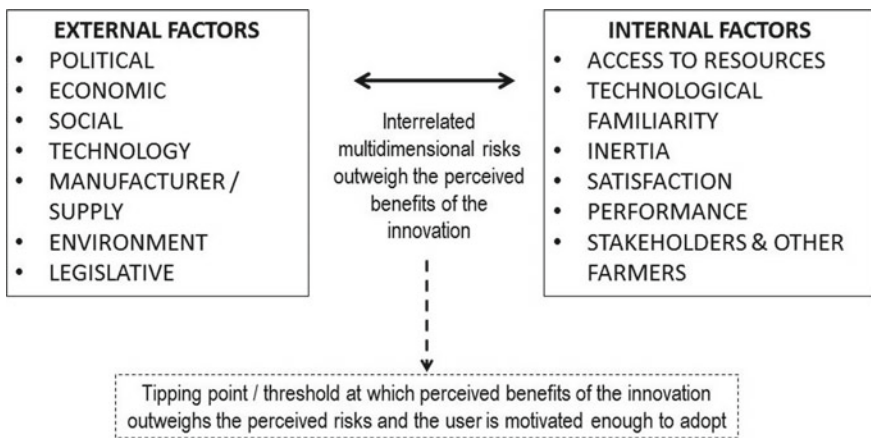 EXTERNAL FACTORS
• POLITICAL
• ECONOMIC
• SOCIAL
• TECHNOLOGY
• MANUFACTURER /
SUPPLY
• ENVIRONMENT
• LEGISLATIVE
Interrelated
multidimensional risks
outweigh the perceived
benefits of the
innovation
INTERNAL FACTORS
• ACCESS TO RESOURCES
• TECHNOLOGICAL
FAMILIARITY
• INERTIA
• SATISFACTION
• PERFORMANCE
• STAKEHOLDERS & OTHER
FARMERS
Tipping point / threshold at which perceived benefits of the innovation
outweighs the perceived risks and the user is motivated enough to adopt